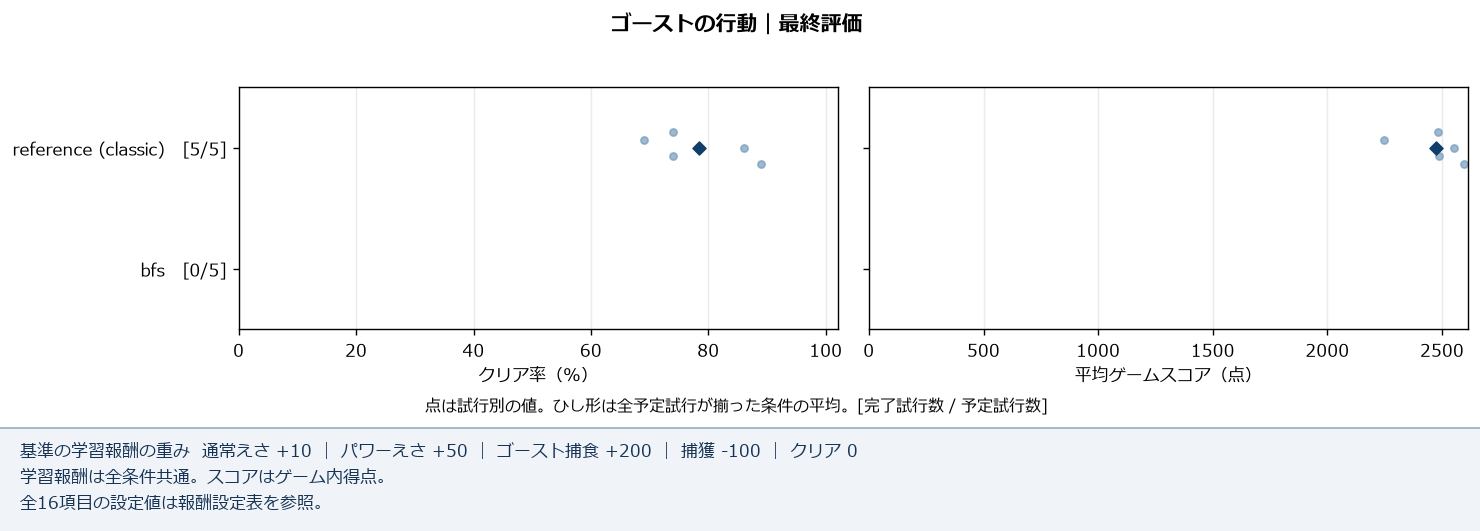 ゴーストの行動｜最終評価
reference (classic) [5/5]
bfs [0/5]
0 20 40 60 80 100
クリア率（%）
0 500 1000 1500 2000 2500
平均ゲームスコア（点）
点は試行別の値。ひし形は全予定試行が揃った条件の平均。[完了試行数 / 予定試行数]
基準の学習報酬の重み 通常えさ +10 ｜ パワーえさ +50 ｜ ゴースト捕食 +200 ｜ 捕獲 -100 ｜ クリア 0
学習報酬は全条件共通。スコアはゲーム内得点。
全16項目の設定値は報酬設定表を参照。